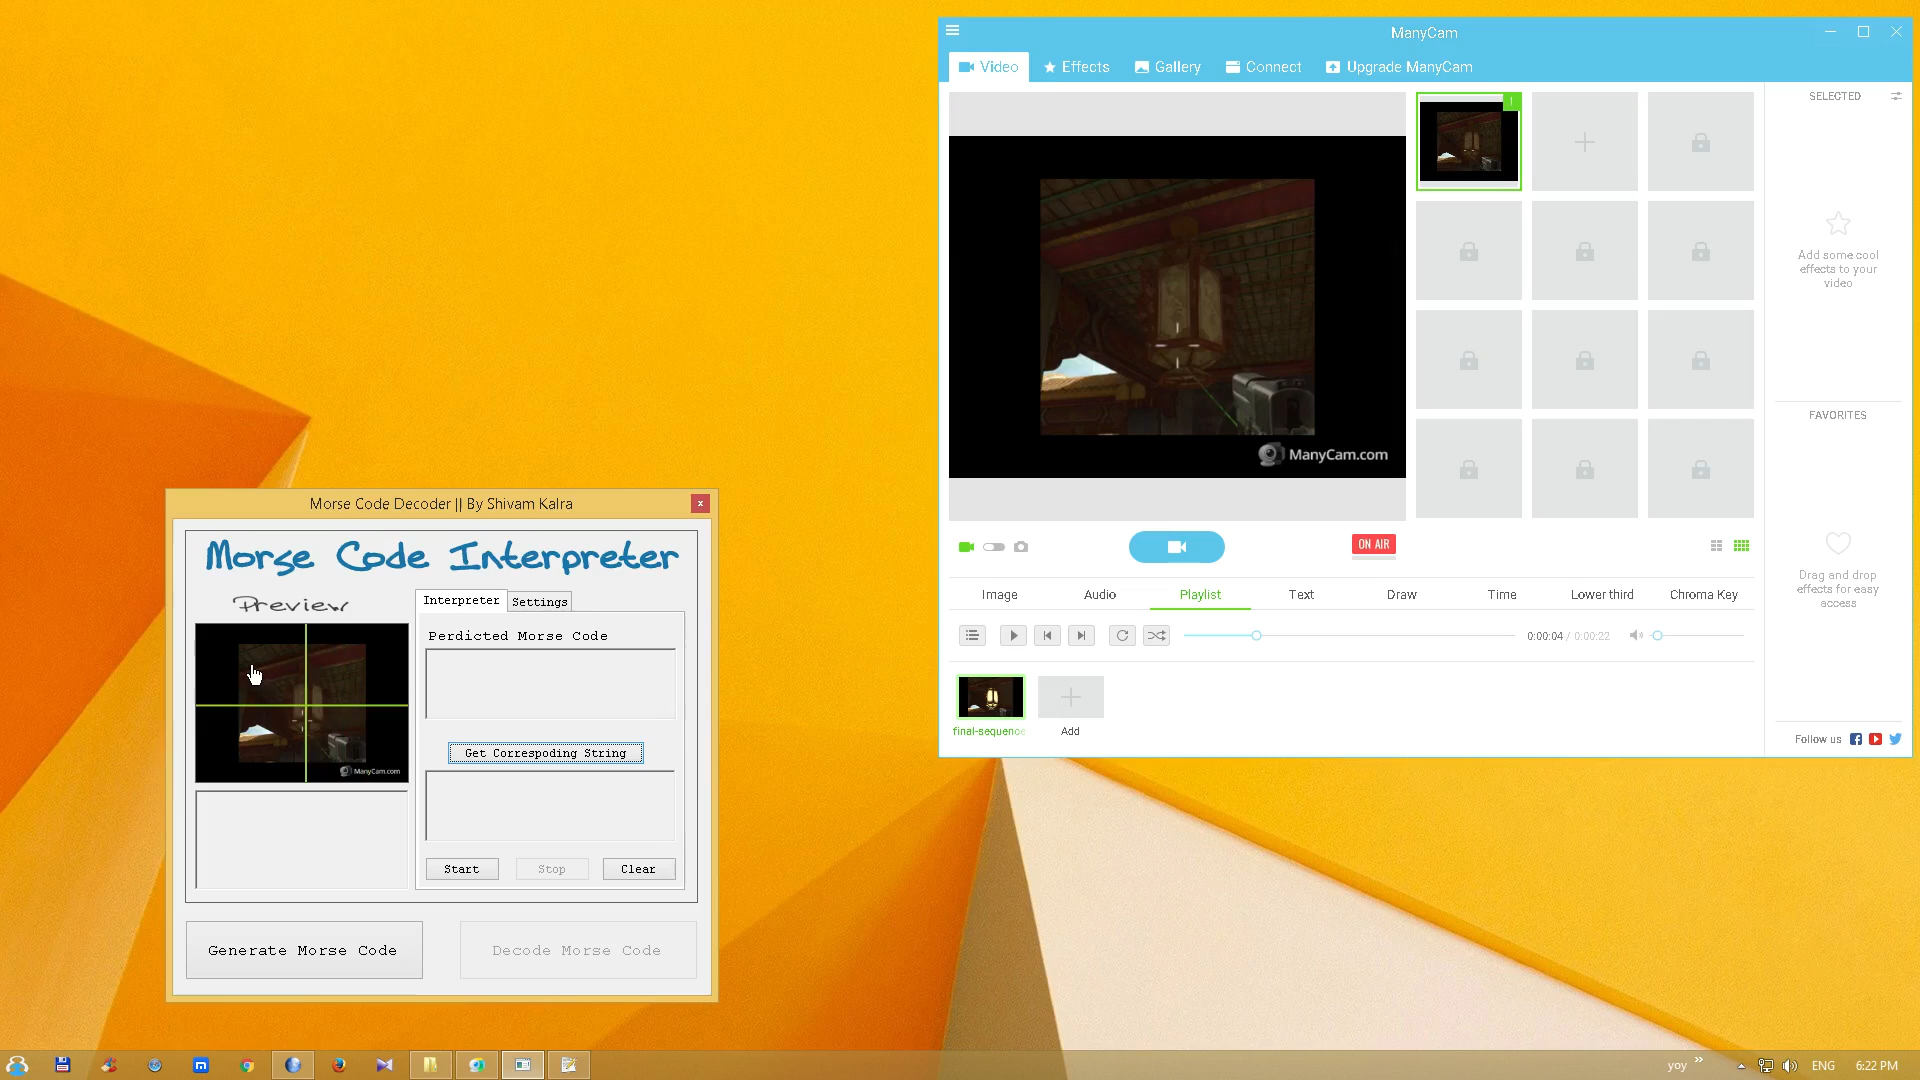 ManyCam
Video
Effects
Gallery
Connect
Upgrade ManyCam
SELECTED
1
Add some cool
effects to your
video
ManyCam.com
FAVORITES
ON AIR
Drag and drop
effects for easy
access
Image
Audio
Playlist
Text
Draw
Time
Lower third
Chroma Key
0:00:04 / 0:00:22
final-sequence
Add
Follow us
Morse Code Decoder || By Shivam Kalra
x
Morse Code Interpreter
Preview
Interpreter
Settings
Perdicted Morse Code
ManyCam.com
Get Correspoding String
Start
Stop
Clear
Generate Morse Code
Decode Morse Code
yoy
ENG
6:22 PM